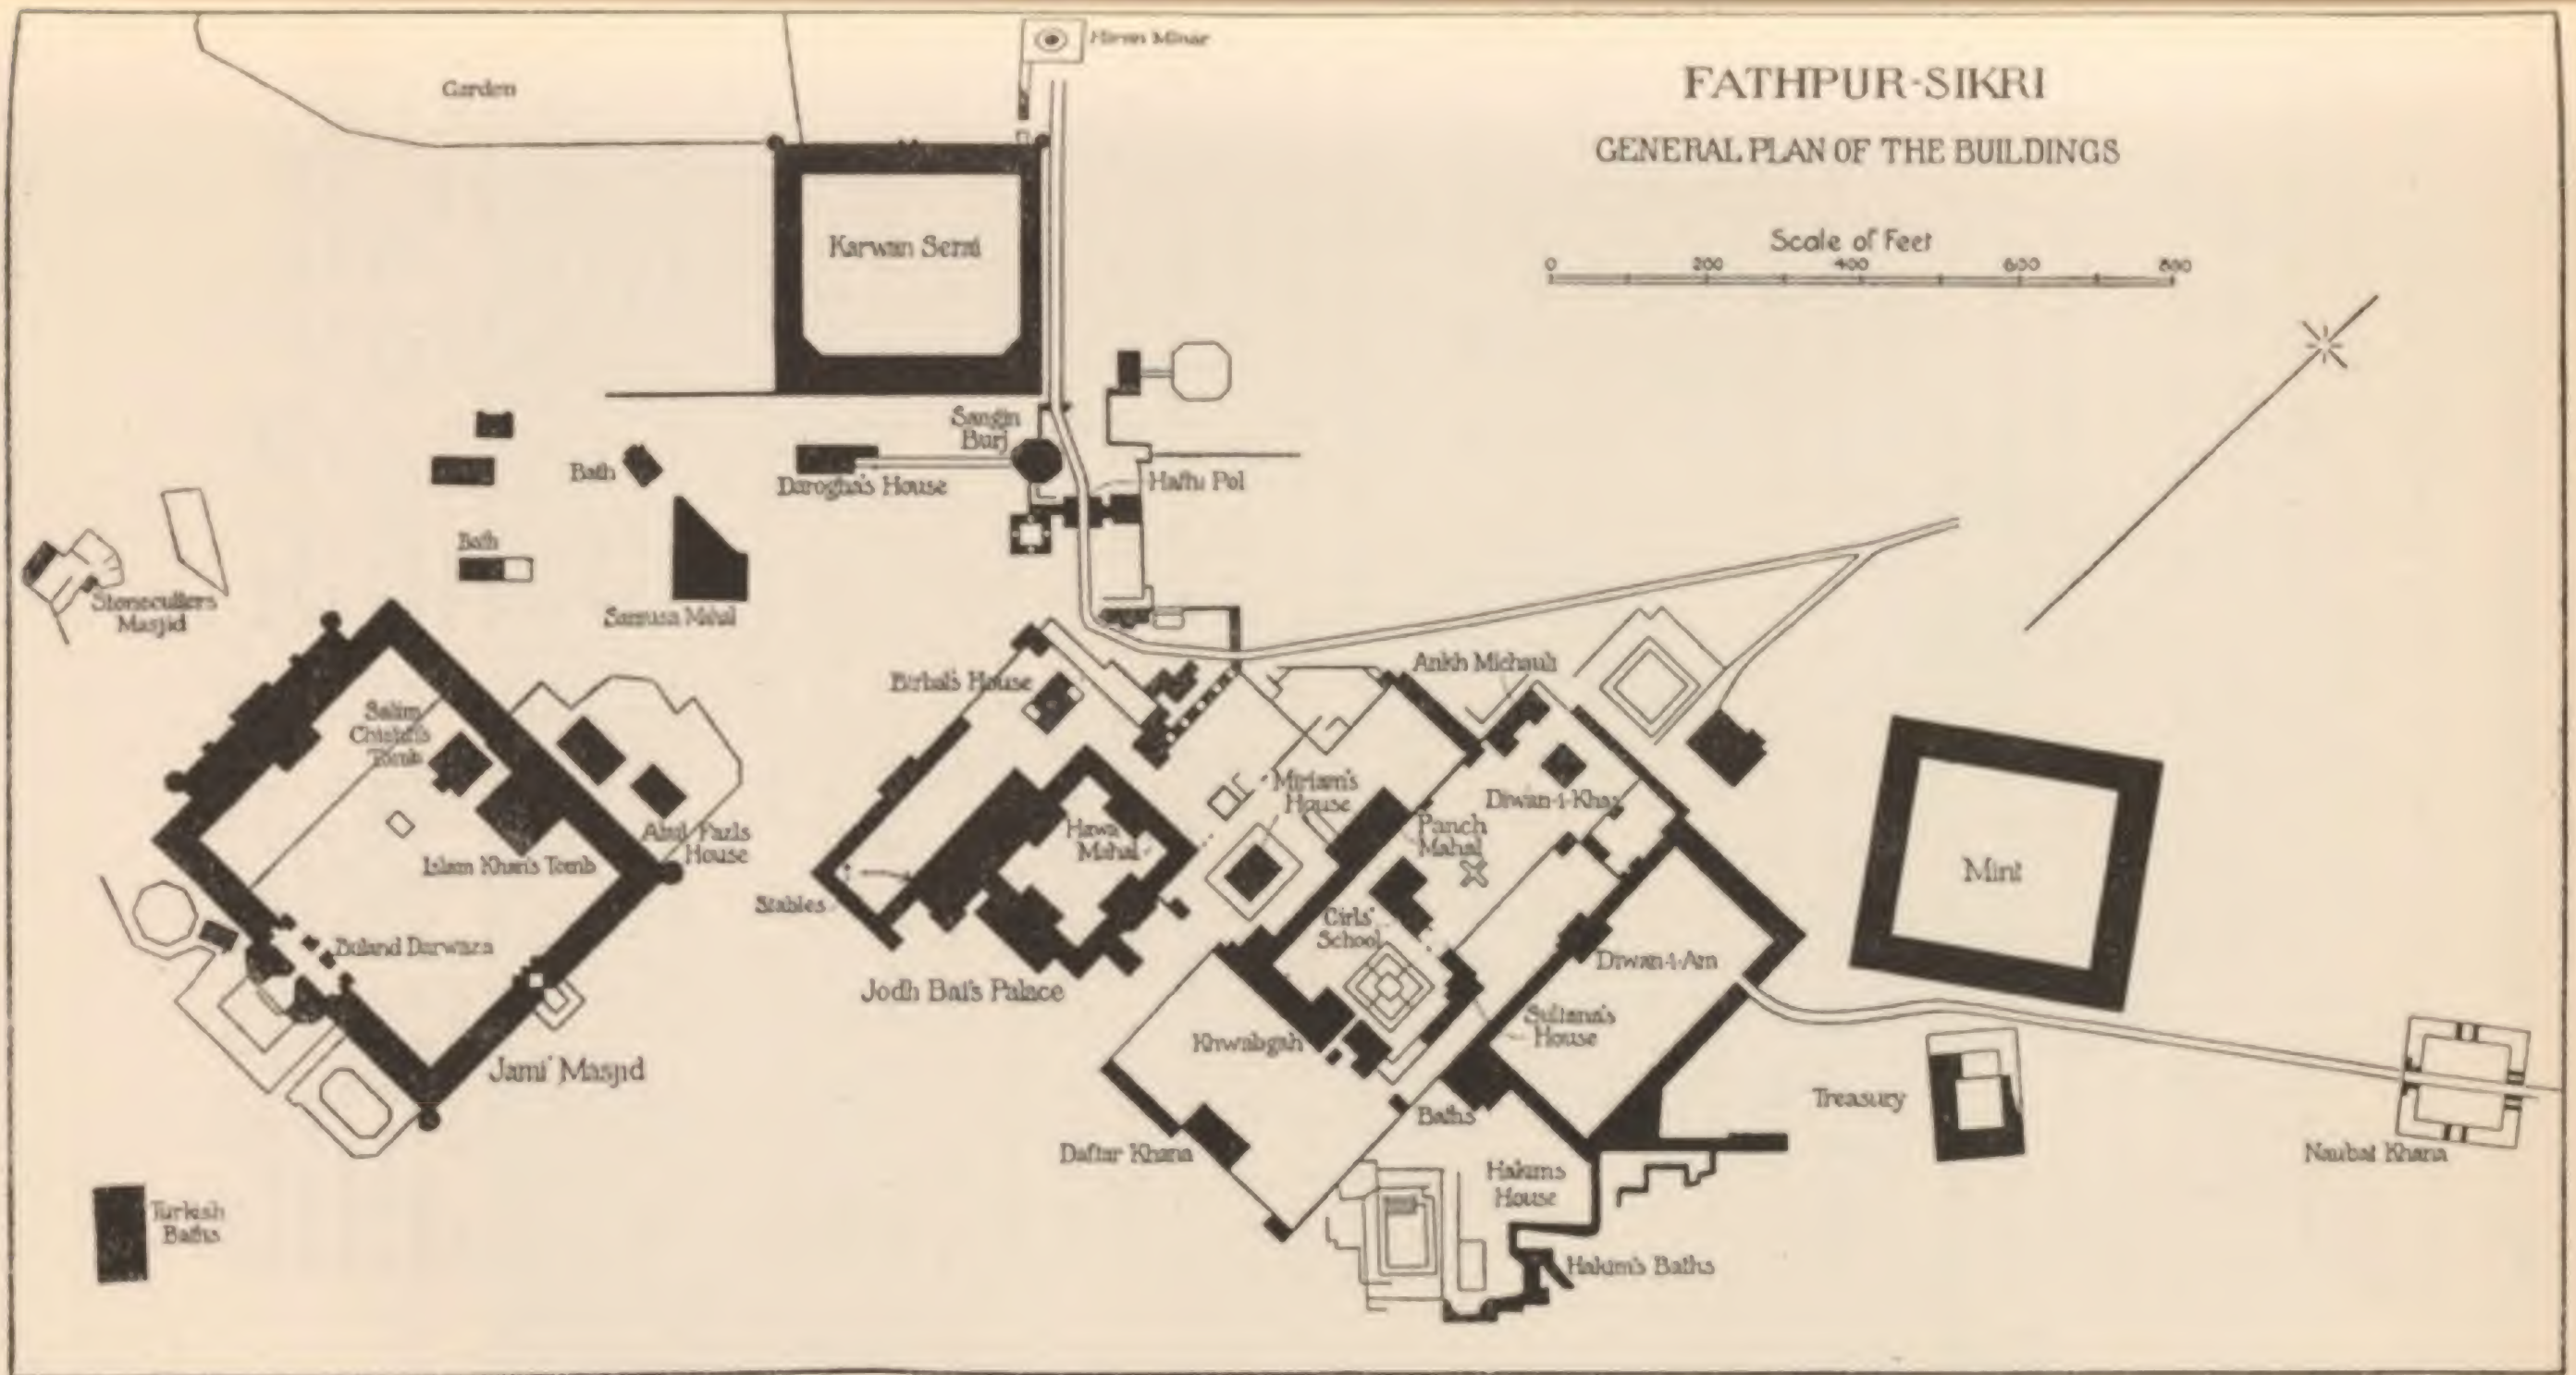 Hiran Minar
Garden
FATHPUR-SIKRI
GENERAL PLAN OF THE BUILDINGS
Scale of Feet
0 200 400 600 800
Karwan Serai
Sangin
Burj
Bath
Darogha's House
Hathi Pol
Bath
Stonecutters
Masjid
Samusa Mahal
Ankh Michauli
Birbal's House
Salim
Chishti's
Tomb
Miriam's
House
Diwan-i-Khas
Hawa
Mahal
Panch
Mahal
Abul Fazls
House
Islam Khan's Tomb
Mint
Stables
Girls'
School
Buland Darwaza
Diwan-i-Am
Jodh Bai's Palace
Sultana's
House
Khwabgah
Jami' Masjid
Treasury
Baths
Daftar Khana
Naubat Khana
Hakims
House
Turkish
Baths
Hakim's Baths